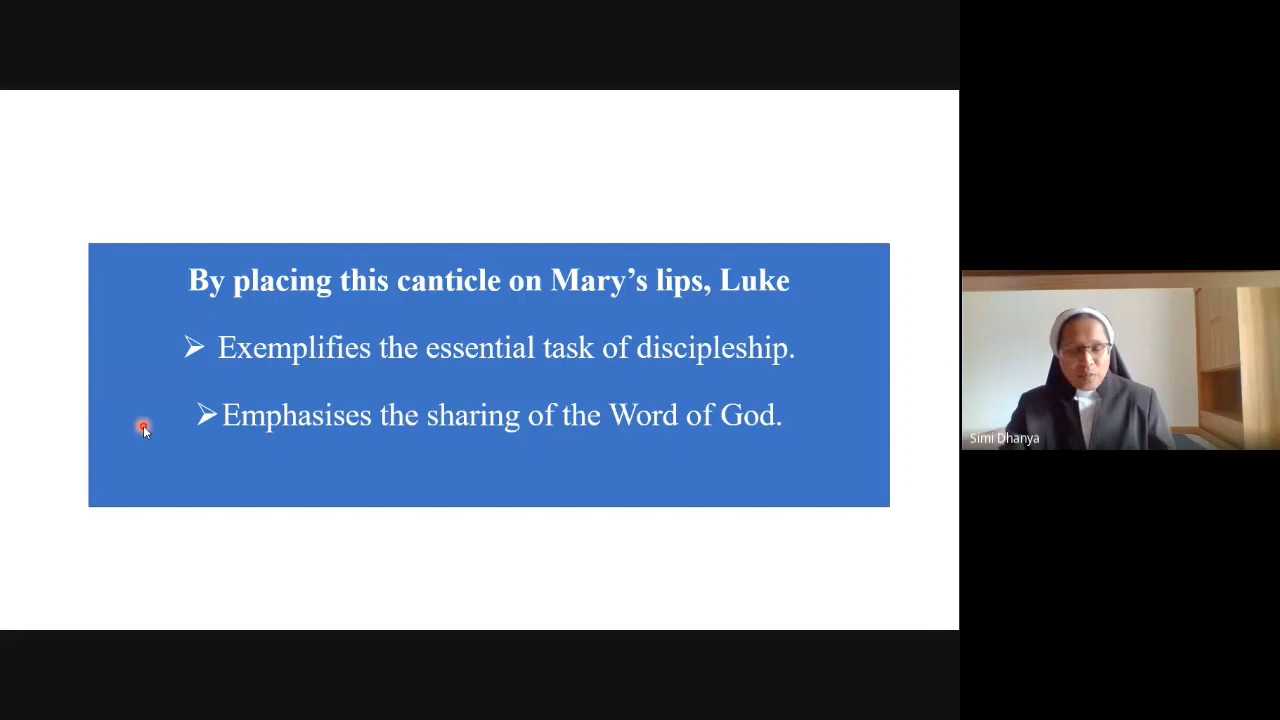 By placing this canticle on Mary’s lips, Luke
➢ Exemplifies the essential task of discipleship.
➢Emphasises the sharing of the Word of God.
Simi Dhanya